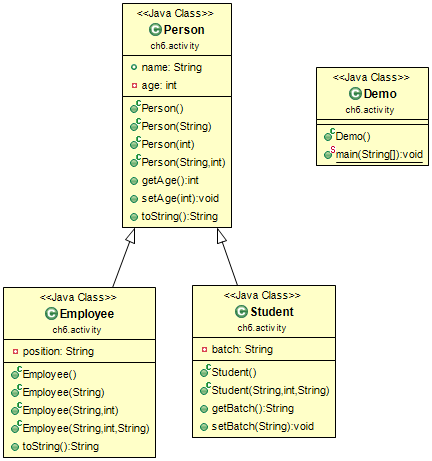 <<Java Class>>
Person
ch6.activity
name: String
age: int
Person()
Person(String)
Person(int)
Person(String,int)
getAge():int
setAge(int):void
toString():String
<<Java Class>>
Demo
ch6.activity
Demo()
main(String[]):void
<<Java Class>>
Employee
ch6.activity
position: String
Employee()
Employee(String)
Employee(String,int)
Employee(String,int,String)
toString():String
<<Java Class>>
Student
ch6.activity
batch: String
Student()
Student(String,int,String)
getBatch():String
setBatch(String):void